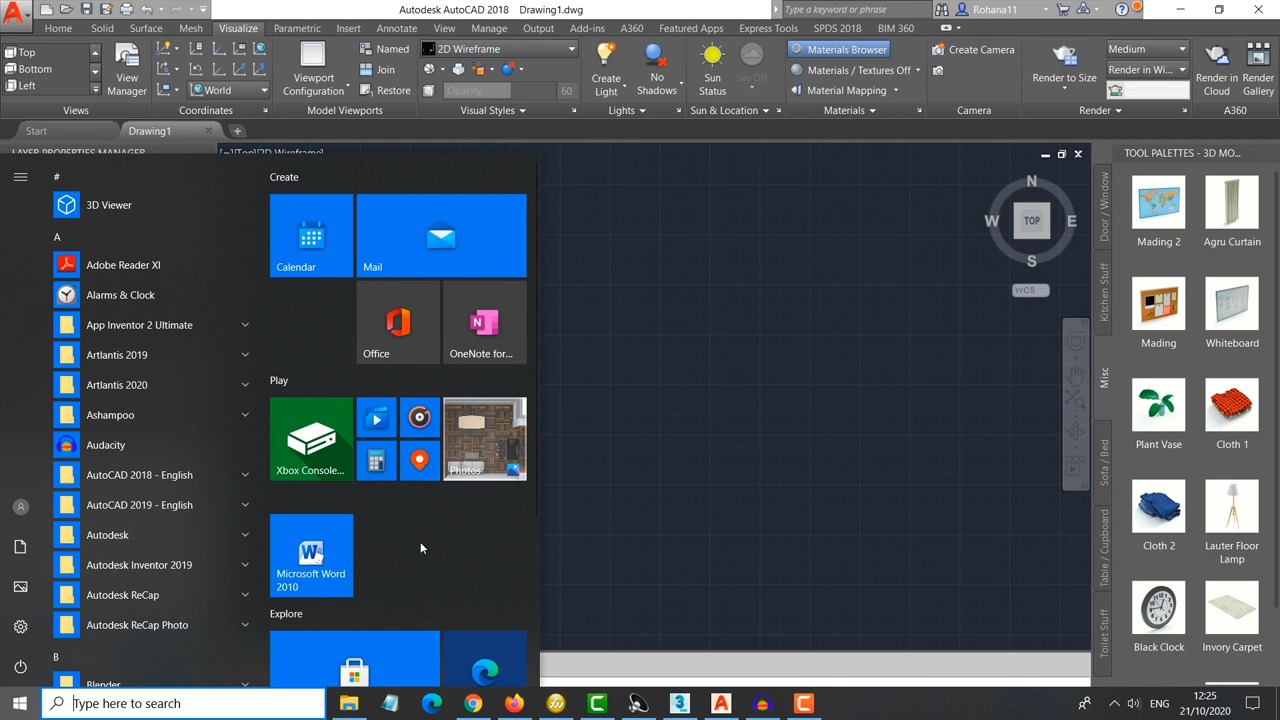 Autodesk AutoCAD 2018 Drawing1.dwg
Type a keyword or phrase
Rohana11
Home Solid Surface Mesh Visualize Parametric Insert Annotate View Manage Output Add-ins A360 Featured Apps Express Tools SPDS 2018 BIM 360
Top
Bottom
Left
View
Manager
Views
World
Coordinates
Viewport
Configuration
Named
Join
Restore
Model Viewports
2D Wireframe
Opacity 60
Visual Styles
Create
Light
No
Shadows
Lights
Sun
Status
Sky Off
Sun & Location
Materials Browser
Materials / Textures Off
Material Mapping
Materials
Create Camera
Camera
Render to Size
Medium
Render in Wi...
Render
Render in
Cloud
Render
Gallery
A360
Start
Drawing1
#
3D Viewer
A
Adobe Reader XI
Alarms & Clock
App Inventor 2 Ultimate
Artlantis 2019
Artlantis 2020
Ashampoo
Audacity
AutoCAD 2018 - English
AutoCAD 2019 - English
Autodesk
Autodesk Inventor 2019
Autodesk ReCap
Autodesk ReCap Photo
B
Blender
Create
Calendar
Mail
Office
OneNote for...
Play
Xbox Console...
Photos
Microsoft Word
2010
Explore
N
W TOP E
S
WCS
TOOL PALETTES - 3D MO...
Door / Window
Kitchen Stuff
Misc
Sofa / Bed
Table / Cupboard
Toilet Stuff
Mading 2
Agru Curtain
Mading
Whiteboard
Plant Vase
Cloth 1
Cloth 2
Lauter Floor
Lamp
Black Clock
Invory Carpet
Type here to search
ENG
12:25
21/10/2020